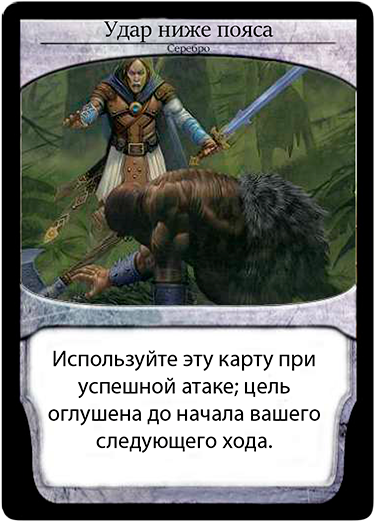 Удар ниже пояса
Серебро
Используйте эту карту при
успешной атаке; цель
оглушена до начала вашего
следующего хода.